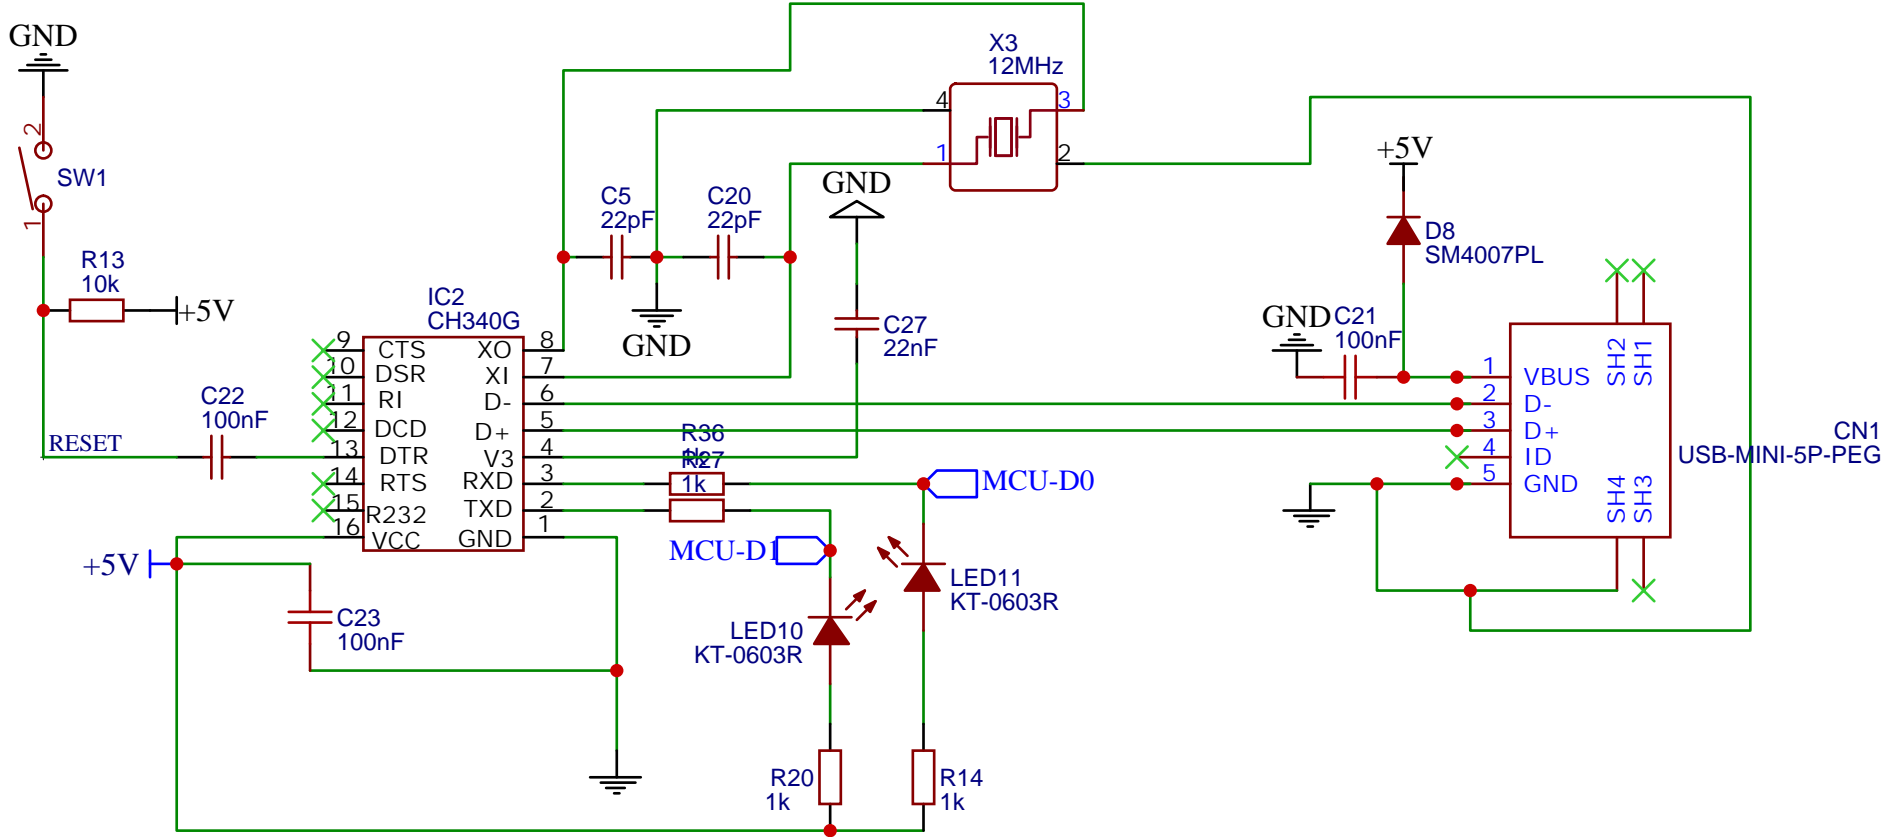 GND
2
SW1
1
R13
10k
+5V
RESET
C22
100nF
IC2
CH340G
9
CTS
XO
8
10
DSR
XI
7
11
RI
D-
6
12
DCD
D+
5
13
DTR
V3
4
14
RTS
RXD
3
15
R232
TXD
2
16
VCC
GND
1
+5V
C23
100nF
C5
22pF
C20
22pF
GND
X3
12MHz
4
3
1
2
GND
C27
22nF
R36
1k
R27
1k
MCU-D0
MCU-D1
LED11
KT-0603R
LED10
KT-0603R
R20
1k
R14
1k
+5V
D8
SM4007PL
GND
C21
100nF
SH2
SH1
1
VBUS
2
D-
3
D+
4
ID
5
GND
SH4
SH3
CN1
USB-MINI-5P-PEG